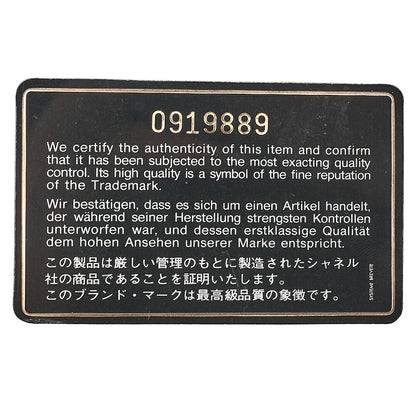 0919889
We certify the authenticity of this item and confirm
that it has been subjected to the most exacting quality
control. Its high quality is a symbol of the fine reputation
of the Trademark.
Wir bestätigen, dass es sich um einen Artikel handelt,
der während seiner Herstellung strengsten Kontrollen
unterworfen war, und dessen erstklassige Qualität
dem hohen Ansehen unserer Marke entspricht.
この製品は厳しい管理のもとに製造されたシャネル
社の商品であることを証明いたします。
このブランド・マークは最高級品質の象徴です。